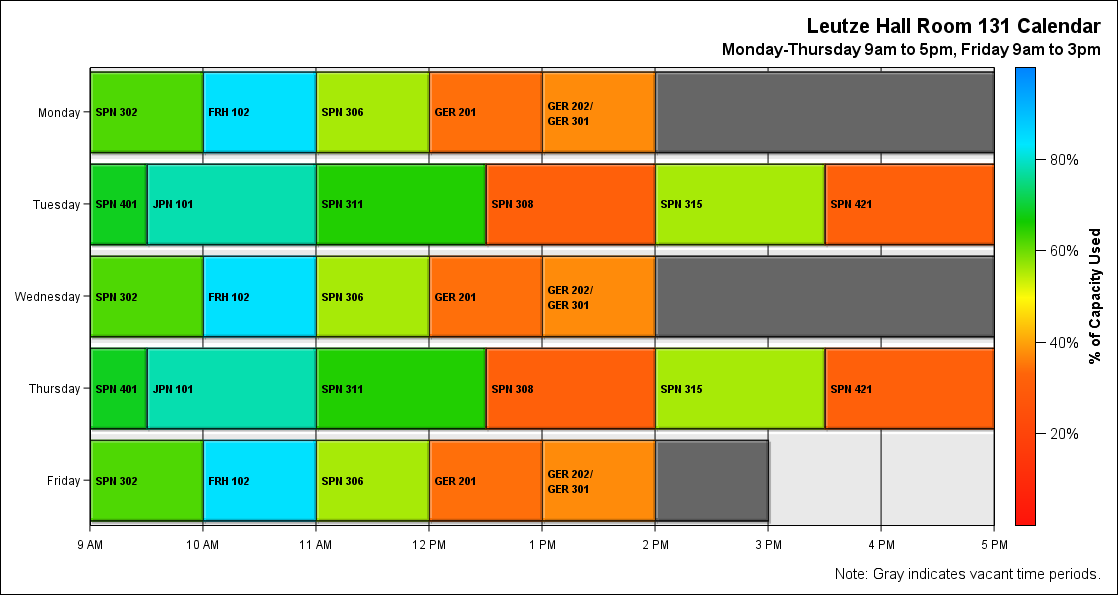 Leutze Hall Room 131 Calendar
Monday-Thursday 9am to 5pm, Friday 9am to 3pm
Monday
SPN 302
FRH 102
SPN 306
GER 201
GER 202/
GER 301
Tuesday
SPN 401
JPN 101
SPN 311
SPN 308
SPN 315
SPN 421
Wednesday
SPN 302
FRH 102
SPN 306
GER 201
GER 202/
GER 301
Thursday
SPN 401
JPN 101
SPN 311
SPN 308
SPN 315
SPN 421
Friday
SPN 302
FRH 102
SPN 306
GER 201
GER 202/
GER 301
9 AM
10 AM
11 AM
12 PM
1 PM
2 PM
3 PM
4 PM
5 PM
80%
60%
40%
20%
% of Capacity Used
Note: Gray indicates vacant time periods.